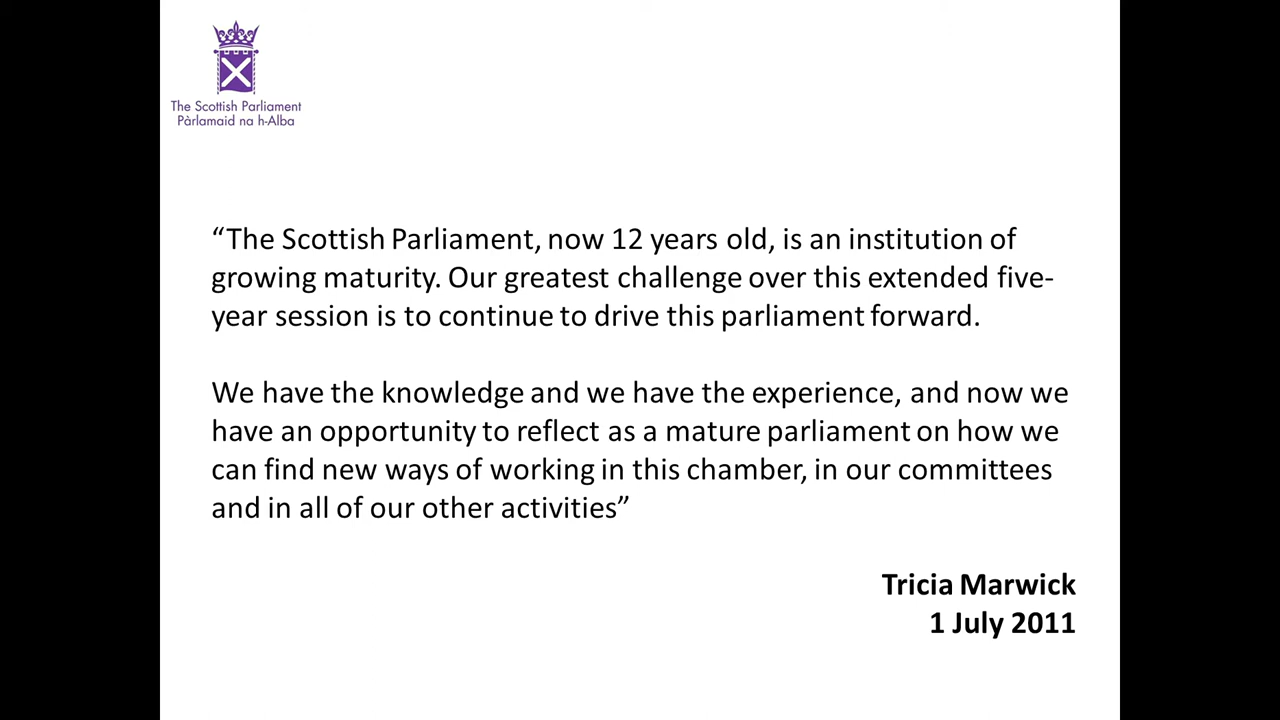 The Scottish Parliament
Pàrlamaid na h-Alba
“The Scottish Parliament, now 12 years old, is an institution of
growing maturity. Our greatest challenge over this extended five-
year session is to continue to drive this parliament forward.
We have the knowledge and we have the experience, and now we
have an opportunity to reflect as a mature parliament on how we
can find new ways of working in this chamber, in our committees
and in all of our other activities”
Tricia Marwick
1 July 2011